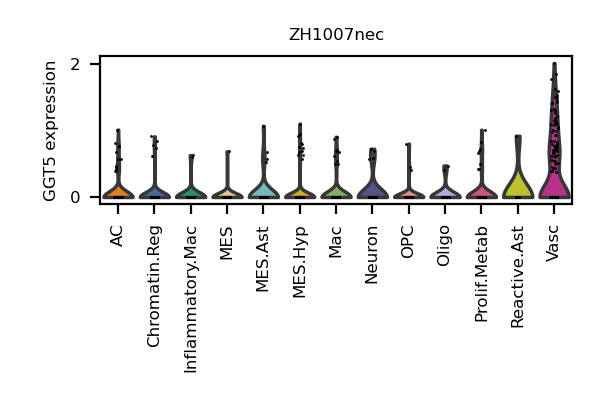 ZH1007nec
GGT5 expression
2
0
AC
Chromatin.Reg
Inflammatory.Mac
MES
MES.Ast
MES.Hyp
Mac
Neuron
OPC
Oligo
Prolif.Metab
Reactive.Ast
Vasc